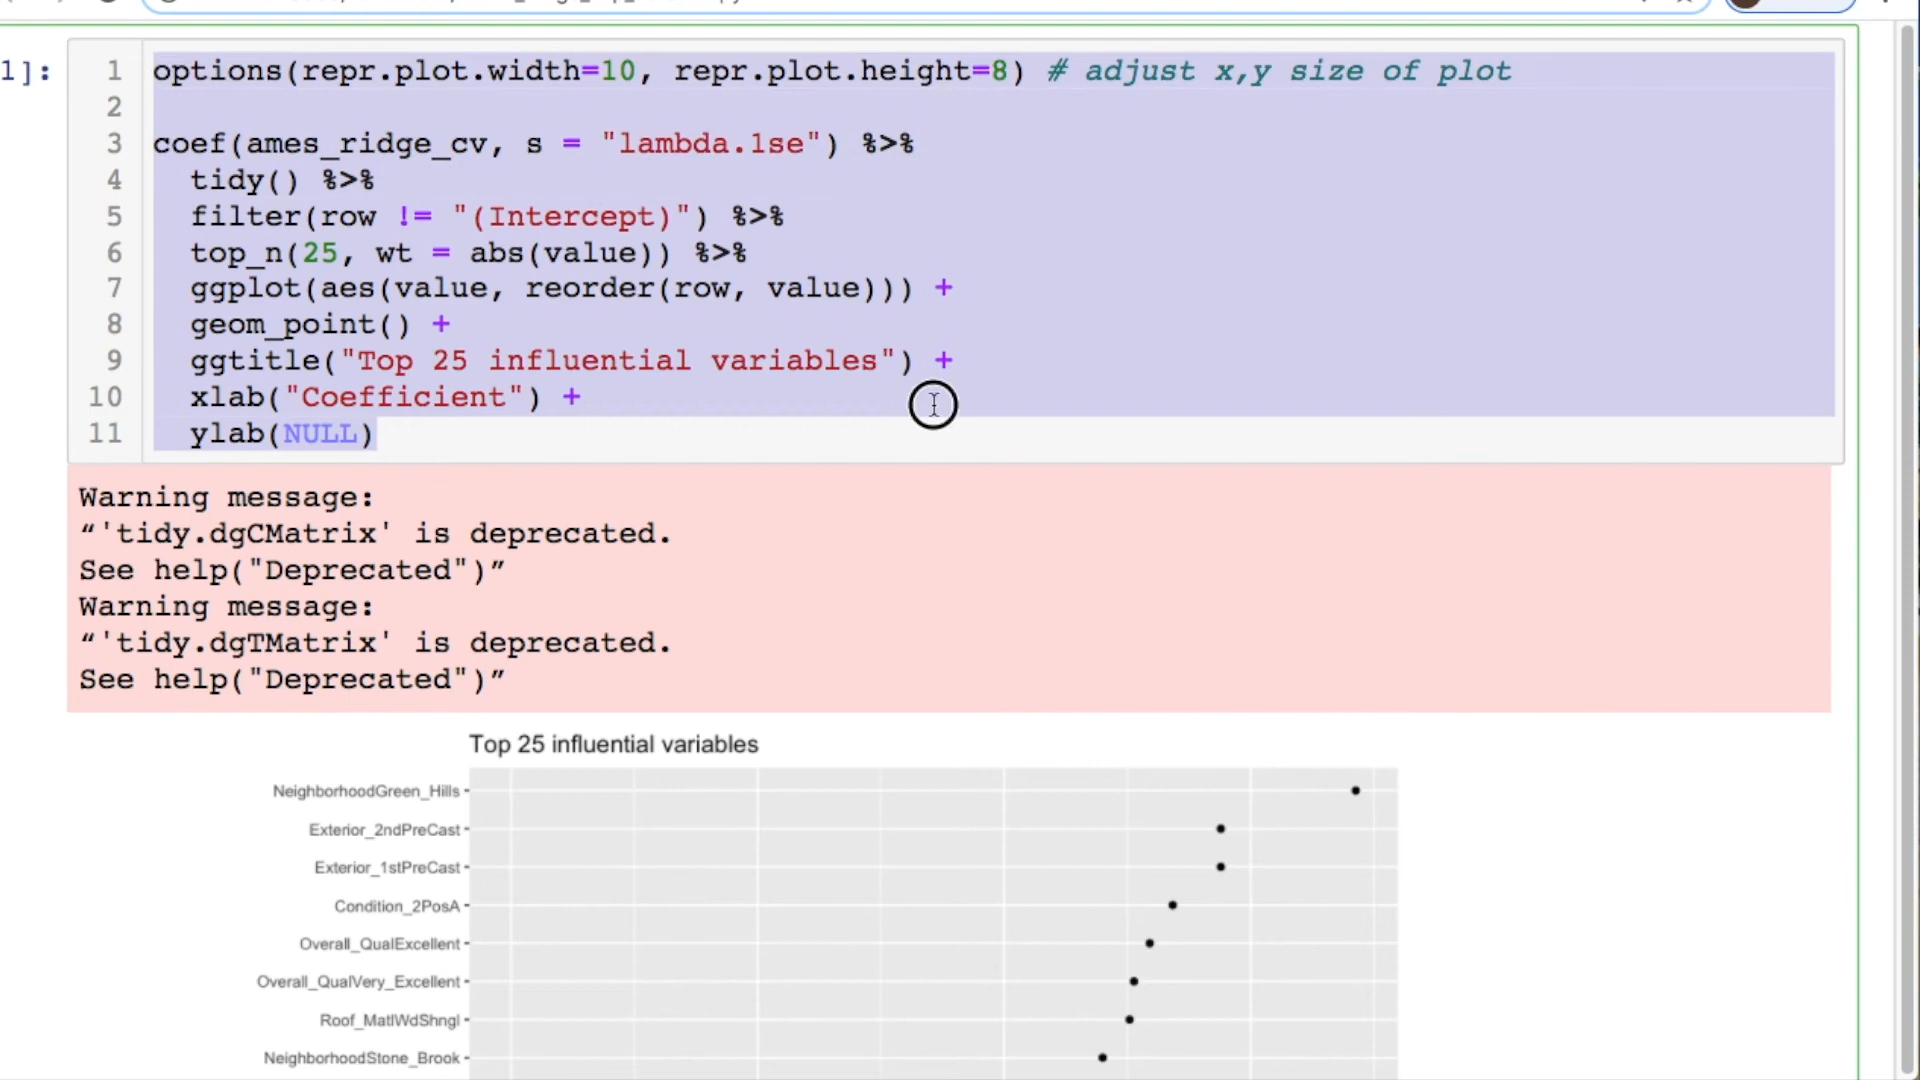 1]:
1 options(repr.plot.width=10, repr.plot.height=8) # adjust x,y size of plot
2
3 coef(ames_ridge_cv, s = "lambda.1se") %>%
4 tidy() %>%
5 filter(row != "(Intercept)") %>%
6 top_n(25, wt = abs(value)) %>%
7 ggplot(aes(value, reorder(row, value))) +
8 geom_point() +
9 ggtitle("Top 25 influential variables") +
10 xlab("Coefficient") +
11 ylab(NULL)
Warning message:
“'tidy.dgCMatrix' is deprecated.
See help("Deprecated")”
Warning message:
“'tidy.dgTMatrix' is deprecated.
See help("Deprecated")”
Top 25 influential variables
NeighborhoodGreen_Hills
Exterior_2ndPreCast
Exterior_1stPreCast
Condition_2PosA
Overall_QualExcellent
Overall_QualVery_Excellent
Roof_MatlWdShngl
NeighborhoodStone_Brook